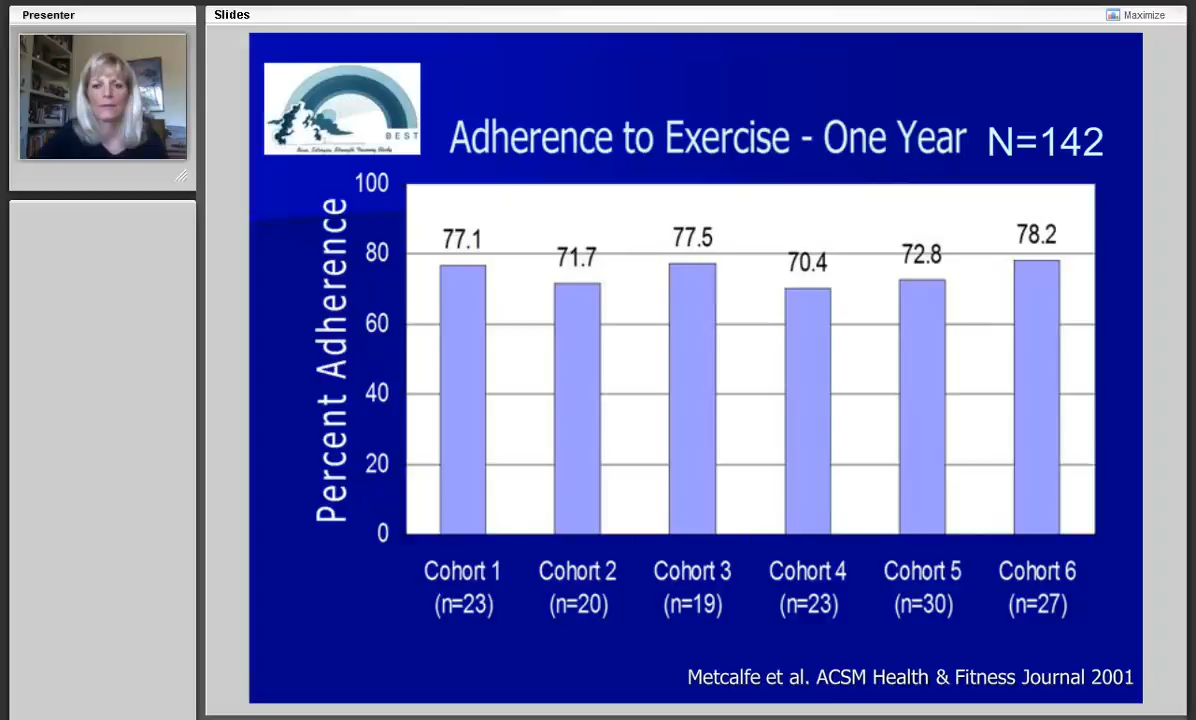 Presenter
Slides
Maximize
BEST
Adherence to Exercise - One Year N=142
Percent Adherence
100
80
60
40
20
0
77.1
71.7
77.5
70.4
72.8
78.2
Cohort 1
(n=23)
Cohort 2
(n=20)
Cohort 3
(n=19)
Cohort 4
(n=23)
Cohort 5
(n=30)
Cohort 6
(n=27)
Metcalfe et al. ACSM Health & Fitness Journal 2001